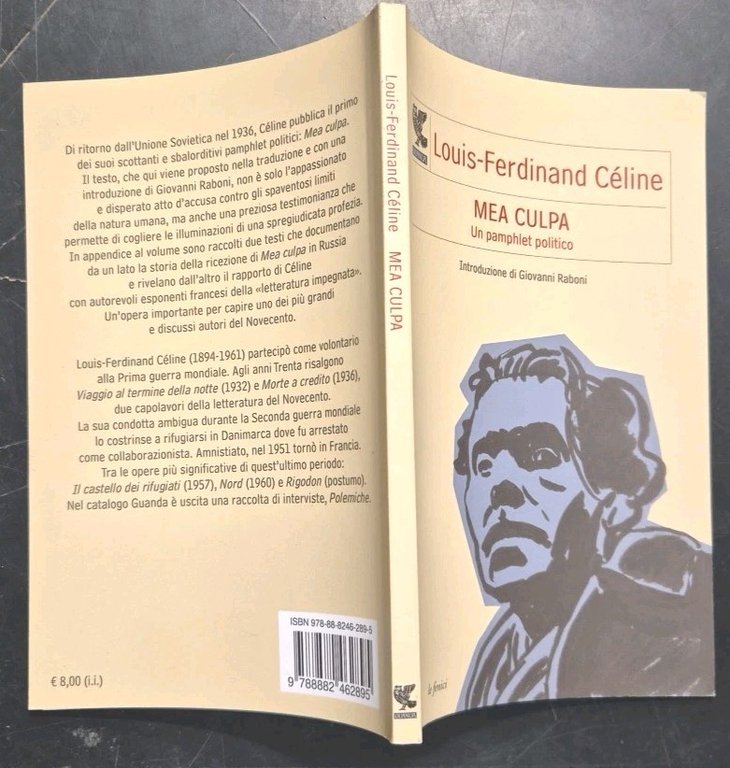 Di ritorno dall'Unione Sovietica nel 1936, Céline pubblica il primo
dei suoi scottanti e sbalorditivi pamphlet politici: Mea culpa.
Il testo, che qui viene proposto nella traduzione e con una
introduzione di Giovanni Raboni, non è solo l'appassionato
e disperato atto d'accusa contro gli spaventosi limiti
della natura umana, ma anche una preziosa testimonianza che
permette di cogliere le illuminazioni di una spregiudicata profezia.
In appendice al volume sono raccolti due testi che documentano
da un lato la storia della ricezione di Mea culpa in Russia
e rivelano dall'altro il rapporto di Céline
con autorevoli esponenti francesi della «letteratura impegnata».
Un'opera importante per capire uno dei più grandi
e discussi autori del Novecento.
Louis-Ferdinand Céline (1894-1961) partecipò come volontario
alla Prima guerra mondiale. Agli anni Trenta risalgono
Viaggio al termine della notte (1932) e Morte a credito (1936),
due capolavori della letteratura del Novecento.
La sua condotta ambigua durante la Seconda guerra mondiale
lo costrinse a rifugiarsi in Danimarca dove fu arrestato
come collaborazionista. Amnistiato, nel 1951 tornò in Francia.
Tra le opere più significative di quest'ultimo periodo:
Il castello dei rifugiati (1957), Nord (1960) e Rigodon (postumo).
Nel catalogo Guanda è uscita una raccolta di interviste, Polemiche.
ISBN 978-88-8246-289-5
9 788882 462895
€ 8,00 (i.i.)
Louis-Ferdinand Céline MEA CULPA
GUANDA
GUANDA
Louis-Ferdinand Céline
MEA CULPA
Un pamphlet politico
Introduzione di Giovanni Raboni
le fenici